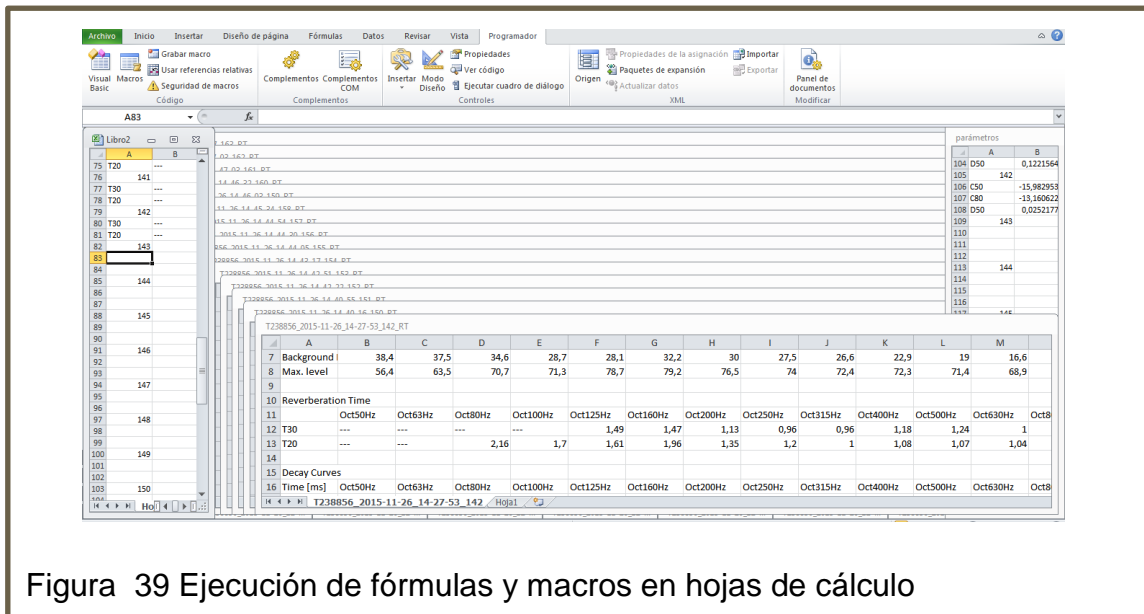 Archivo Inicio Insertar Diseño de página Fórmulas Datos Revisar Vista Programador
Grabar macro Propiedades Propiedades de la asignación Importar
Usar referencias relativas Ver código Paquetes de expansión Exportar
Seguridad de macros Ejecutar cuadro de diálogo Actualizar datos
Visual Basic Macros Complementos Complementos COM Insertar Modo Diseño Origen Panel de documentos
Código Complementos Controles XML Modificar
A83 fx
Libro2
A B
75 T20 ---
76 141
77 T30 ---
78 T20 ---
79 142
80 T30 ---
81 T20 ---
82 143
83
84
85 144
86
87
88 145
89
90
91 146
92
93
94 147
95
96
97 148
98
99
100 149
101
102
103 150
parámetros
A B
104 D50 0,1221564
105 142
106 C50 -15,982953
107 C80 -13,160622
108 D50 0,0252177
109 143
110
111
112
113 144
114
115
116
T238856_2015-11-26_14-27-53_142_RT
A B C D E F G H I J K L M
7 Background 38,4 37,5 34,6 28,7 28,1 32,2 30 27,5 26,6 22,9 19 16,6
8 Max. level 56,4 63,5 70,7 71,3 78,7 79,2 76,5 74 72,4 72,3 71,4 68,9
9
10 Reverberation Time
11 Oct50Hz Oct63Hz Oct80Hz Oct100Hz Oct125Hz Oct160Hz Oct200Hz Oct250Hz Oct315Hz Oct400Hz Oct500Hz Oct630Hz Oct8
12 T30 --- --- --- --- 1,49 1,47 1,13 0,96 0,96 1,18 1,24 1
13 T20 --- --- 2,16 1,7 1,61 1,96 1,35 1,2 1 1,08 1,07 1,04
14
15 Decay Curves
16 Time [ms] Oct50Hz Oct63Hz Oct80Hz Oct100Hz Oct125Hz Oct160Hz Oct200Hz Oct250Hz Oct315Hz Oct400Hz Oct500Hz Oct630Hz Oct8
T238856_2015-11-26_14-27-53_142 Hoja1
Figura 39 Ejecución de fórmulas y macros en hojas de cálculo